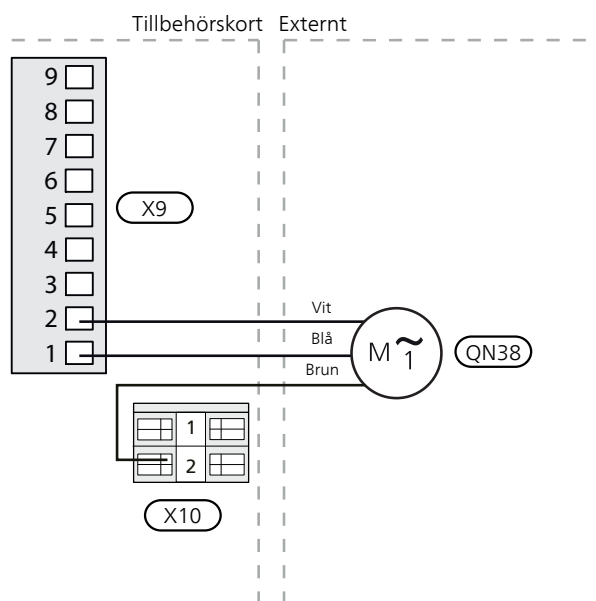 Tillbehörskort Externt
9
8
7
6
X9
5
4
3
2
Vit
Blå
1
M ~ 1
QN38
Brun
1
2
X10